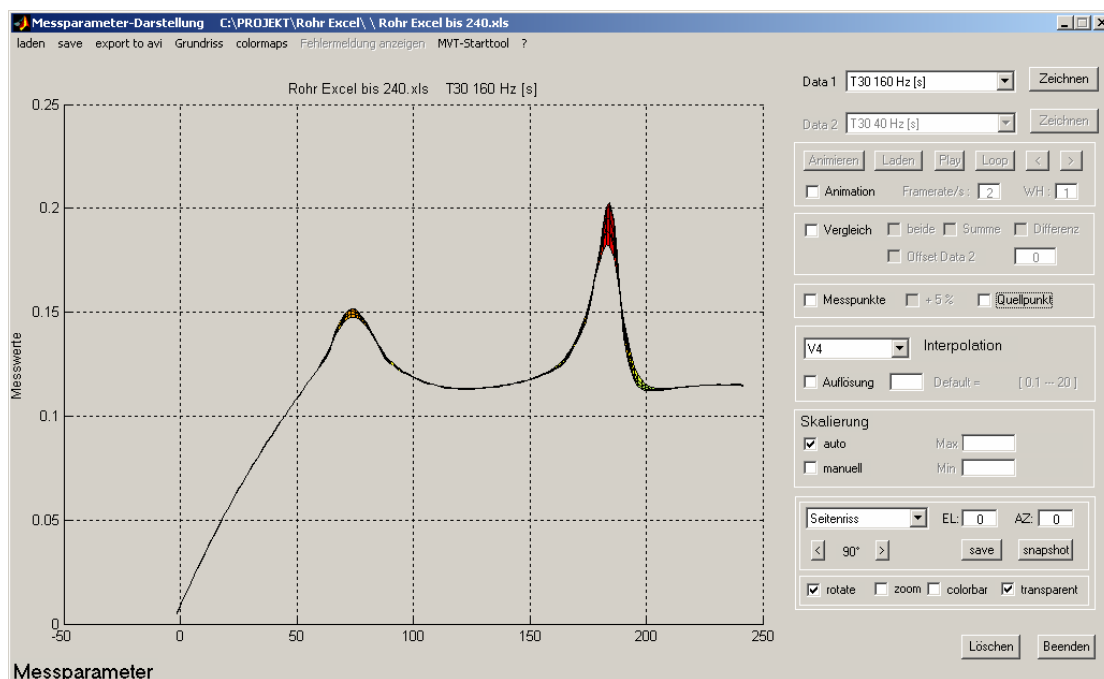 Messparameter-Darstellung C:\PROJEKT\Rohr Excel\ \ Rohr Excel bis 240.xls
laden save export to avi Grundriss colormaps Fehlermeldung anzeigen MVT-Starttool ?
Rohr Excel bis 240.xls T30 160 Hz [s]
0.25
0.2
0.15
0.1
0.05
0
Messwerte
-50 0 50 100 150 200 250
Messparameter
Data 1 T30 160 Hz [s] Zeichnen
Data 2 T30 40 Hz [s] Zeichnen
Animieren Laden Play Loop < >
Animation Framerate/s : 2 WH : 1
Vergleich beide Summe Differenz
Offset Data 2 0
Messpunkte + 5 % Quellpunkt
V4 Interpolation
Auflösung Default = [ 0.1 --- 20 ]
Skalierung
auto Max
manuell Min
Seitenriss EL: 0 AZ: 0
< 90° > save snapshot
rotate zoom colorbar transparent
Löschen Beenden